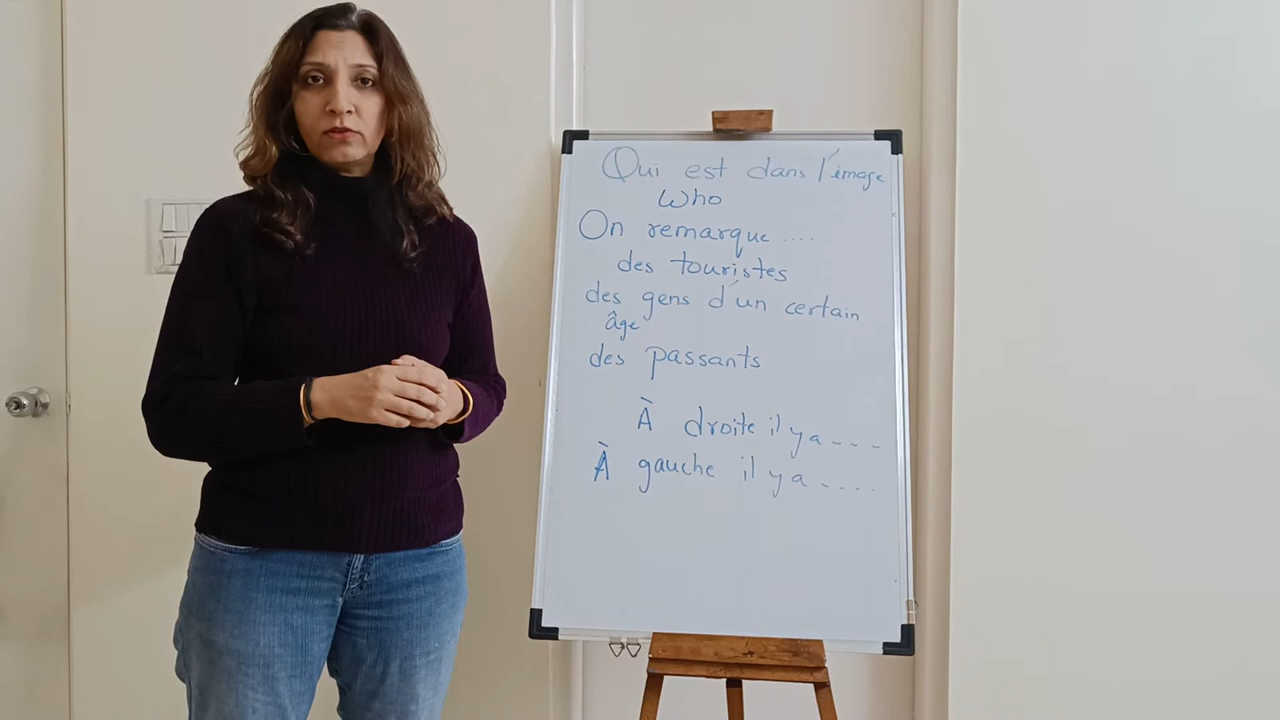 Qui est dans l'image
Who
On remarque ....
des touristes
des gens d'un certain
âge
des passants
À droite il y a - - -
À gauche il y a .....